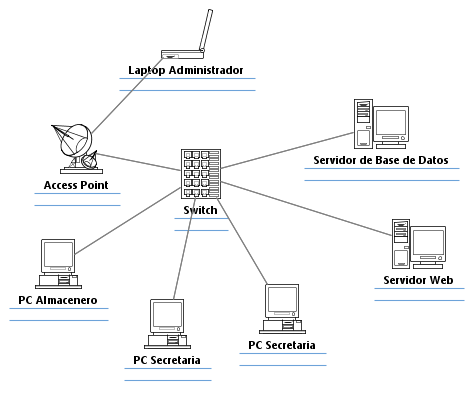 Laptop Administrador
Servidor de Base de Datos
Access Point
Switch
Servidor Web
PC Almacenero
PC Secretaria
PC Secretaria